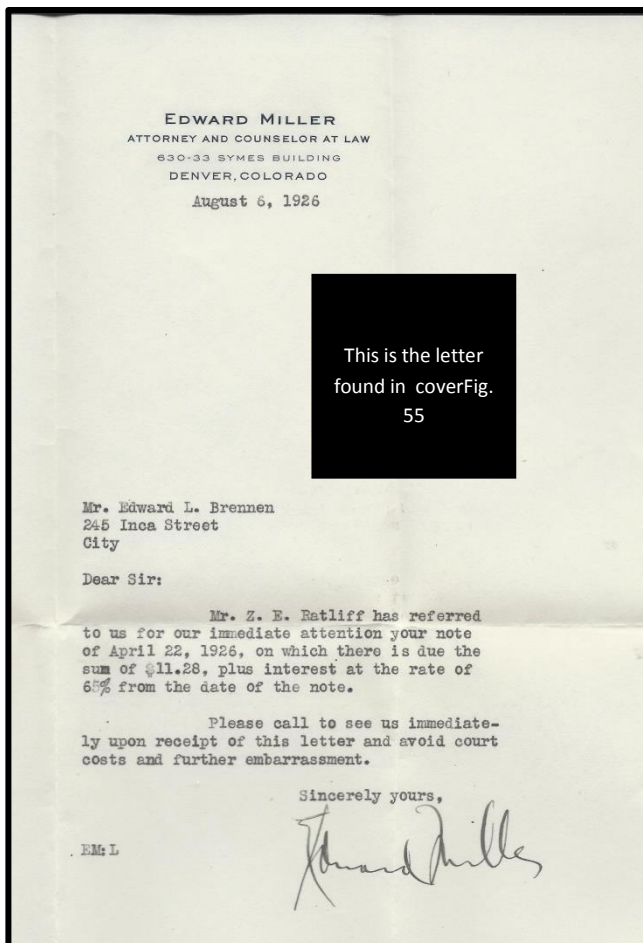 EDWARD MILLER
ATTORNEY AND COUNSELOR AT LAW
630-33 SYMES BUILDING
DENVER, COLORADO
August 6, 1926
This is the letter
found in coverFig.
55
Mr. Edward L. Brennen
245 Inca Street
City
Dear Sir:
Mr. Z. E. Ratliff has referred
to us for our immediate attention your note
of April 22, 1926, on which there is due the
sum of $11.28, plus interest at the rate of
from the date of the note.
Please call to see us immediate-
ly upon receipt of this letter and avoid court
costs and further embarrassment.
Sincerely yours,
Edward Miller
EM:L